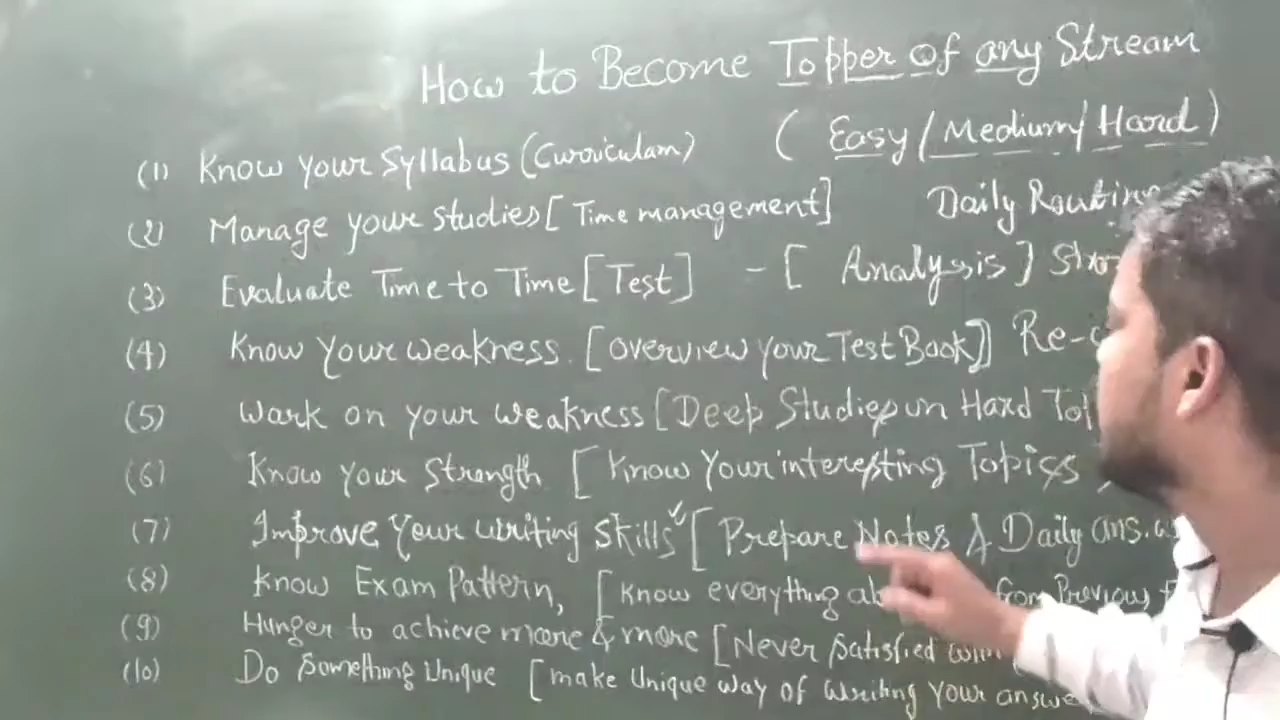 How to Become Topper of any Stream
(Easy/Medium/Hard)
(1) Know your Syllabus (Curriculam)
(2) Manage your studies [Time management] Daily Routine
(3) Evaluate Time to Time [Test] - [Analysis]
(4) Know your weakness. [overview your Test Book]
(5) Work on your weakness [Deep Studies on Hard
(6) Know your Strength [Know your interesting Topics
(7) Improve your writing Skills ✓ [Prepare Notes & Daily ans.
(8) Know Exam Pattern, [Know everything from Previous
(9) Hunger to achieve more & more [Never satisfied with
(10) Do Something Unique [make Unique way of writing your